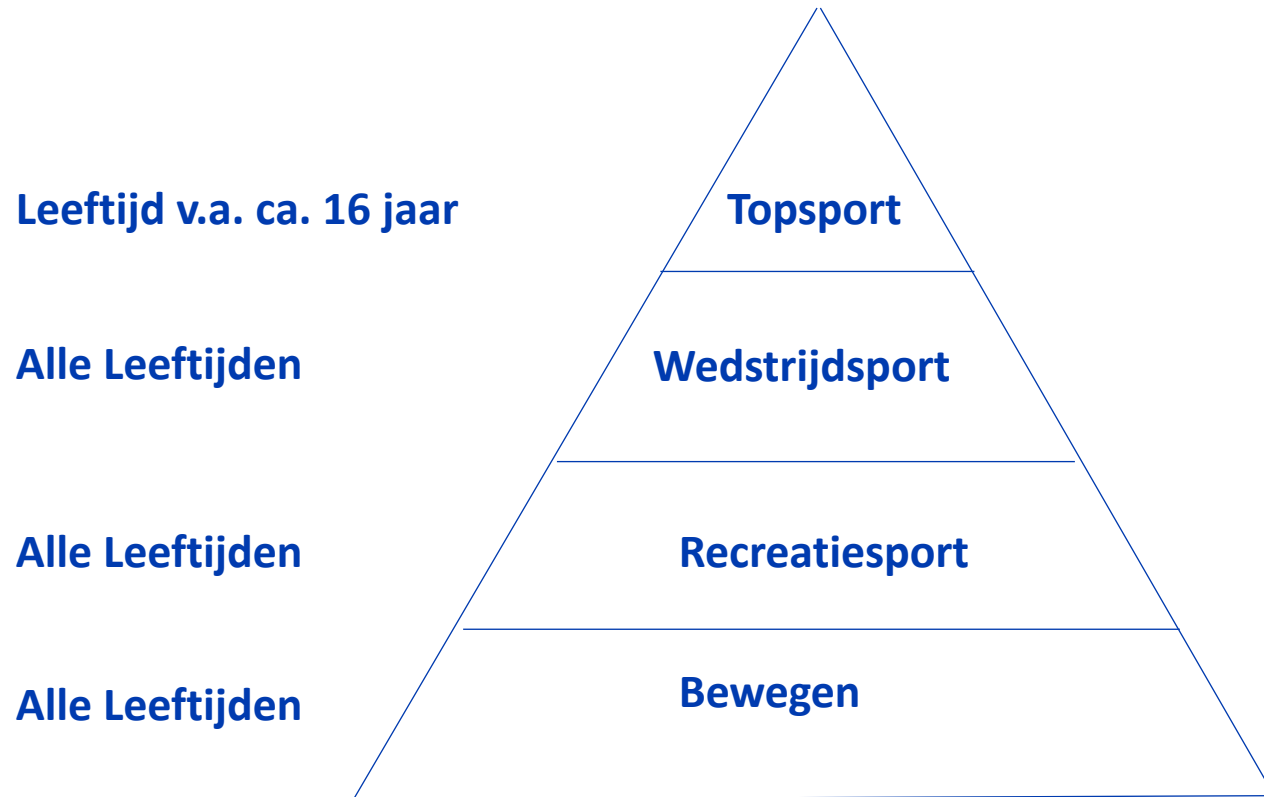 Leeftijd v.a. ca. 16 jaar
Topsport
Alle Leeftijden
Wedstrijdsport
Alle Leeftijden
Recreatiesport
Alle Leeftijden
Bewegen